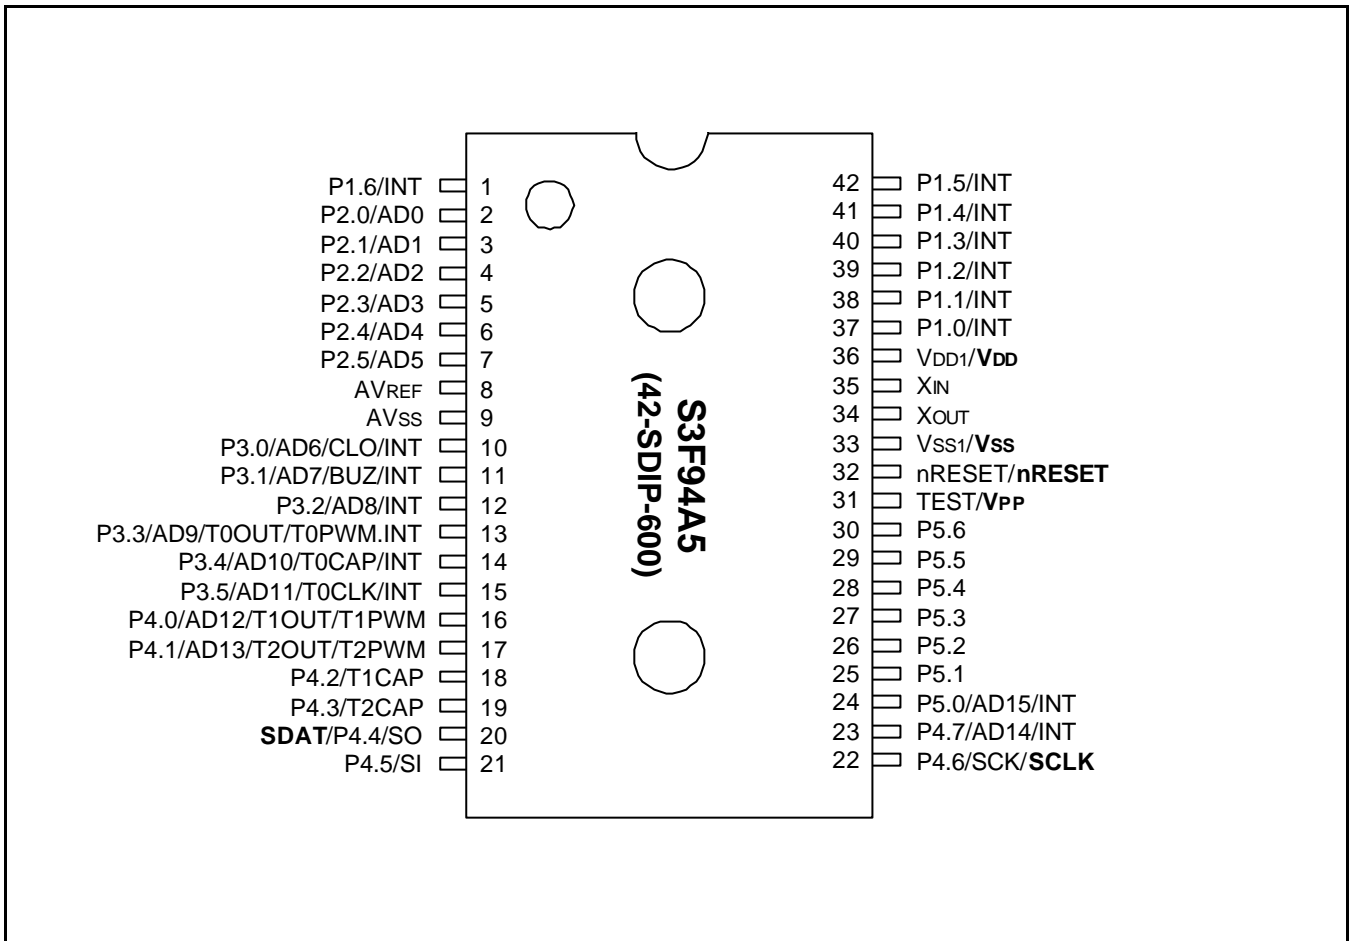 P1.6/INT 1
P2.0/AD0 2
P2.1/AD1 3
P2.2/AD2 4
P2.3/AD3 5
P2.4/AD4 6
P2.5/AD5 7
AVREF 8
AVSS 9
P3.0/AD6/CLO/INT 10
P3.1/AD7/BUZ/INT 11
P3.2/AD8/INT 12
P3.3/AD9/T0OUT/T0PWM.INT 13
P3.4/AD10/T0CAP/INT 14
P3.5/AD11/T0CLK/INT 15
P4.0/AD12/T1OUT/T1PWM 16
P4.1/AD13/T2OUT/T2PWM 17
P4.2/T1CAP 18
P4.3/T2CAP 19
SDAT/P4.4/SO 20
P4.5/SI 21
S3F94A5
(42-SDIP-600)
42 P1.5/INT
41 P1.4/INT
40 P1.3/INT
39 P1.2/INT
38 P1.1/INT
37 P1.0/INT
36 VDD1/VDD
35 XIN
34 XOUT
33 VSS1/VSS
32 nRESET/nRESET
31 TEST/VPP
30 P5.6
29 P5.5
28 P5.4
27 P5.3
26 P5.2
25 P5.1
24 P5.0/AD15/INT
23 P4.7/AD14/INT
22 P4.6/SCK/SCLK